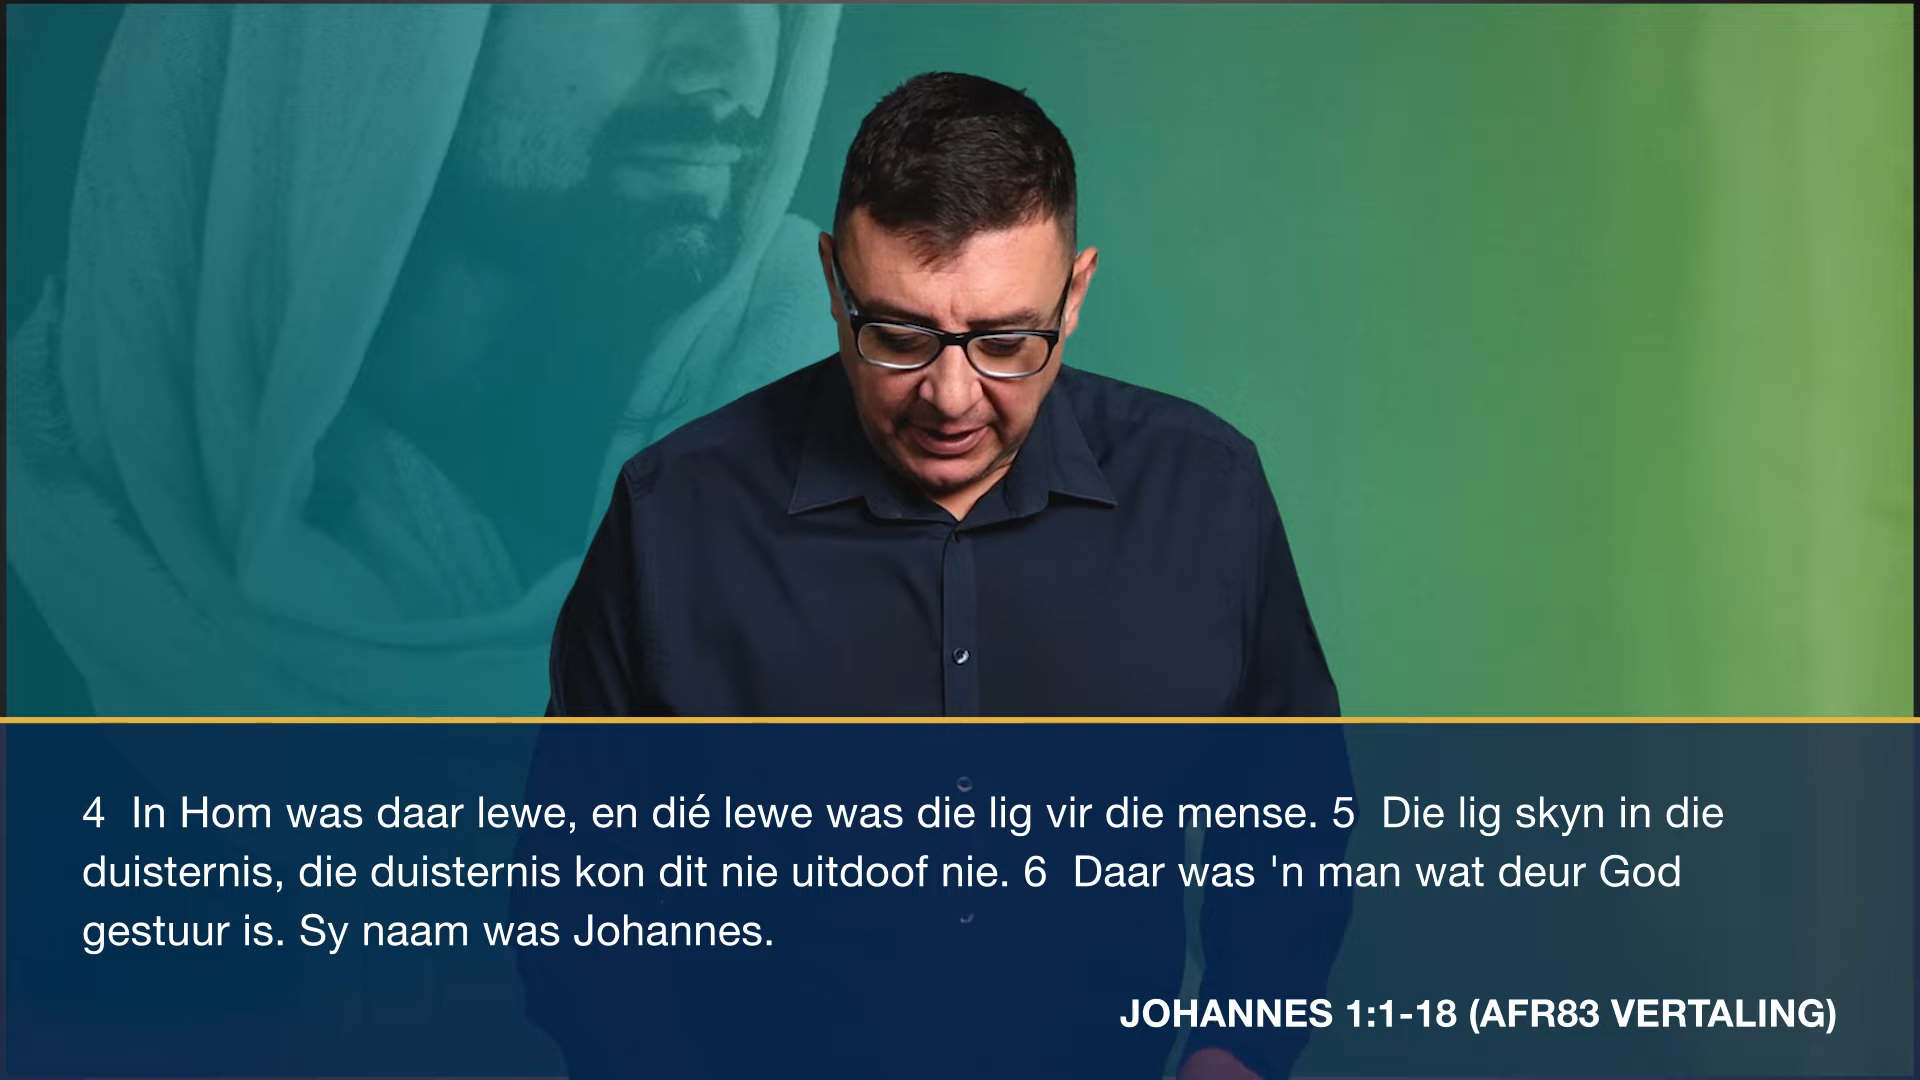 4  In Hom was daar lewe, en dié lewe was die lig vir die mense. 5  Die lig skyn in die
duisternis, die duisternis kon dit nie uitdoof nie. 6  Daar was 'n man wat deur God
gestuur is. Sy naam was Johannes.
JOHANNES 1:1-18 (AFR83 VERTALING)